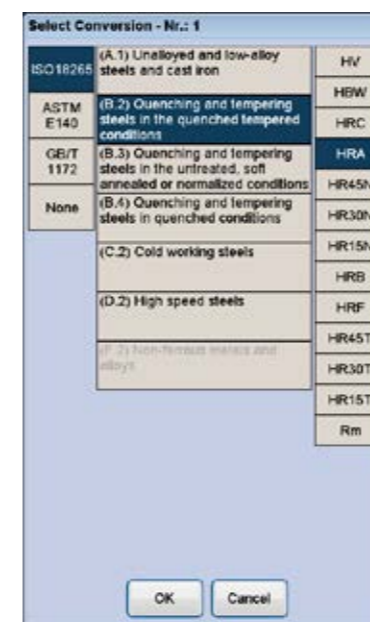 Select Conversion - Nr.: 1
ISO18265
ASTM
E140
GB/T
1172
None
(A.1) Unalloyed and low-alloy
steels and cast iron
(B.2) Quenching and tempering
steels in the quenched tempered
conditions
(B.3) Quenching and tempering
steels in the untreated, soft
annealed or normalized conditions
(B.4) Quenching and tempering
steels in quenched conditions
(C.2) Cold working steels
(D.2) High speed steels
(F.2) Non-ferrous metals and
alloys
HV
HBW
HRC
HRA
HR45N
HR30N
HR15N
HRB
HRF
HR45T
HR30T
HR15T
Rm
OK
Cancel